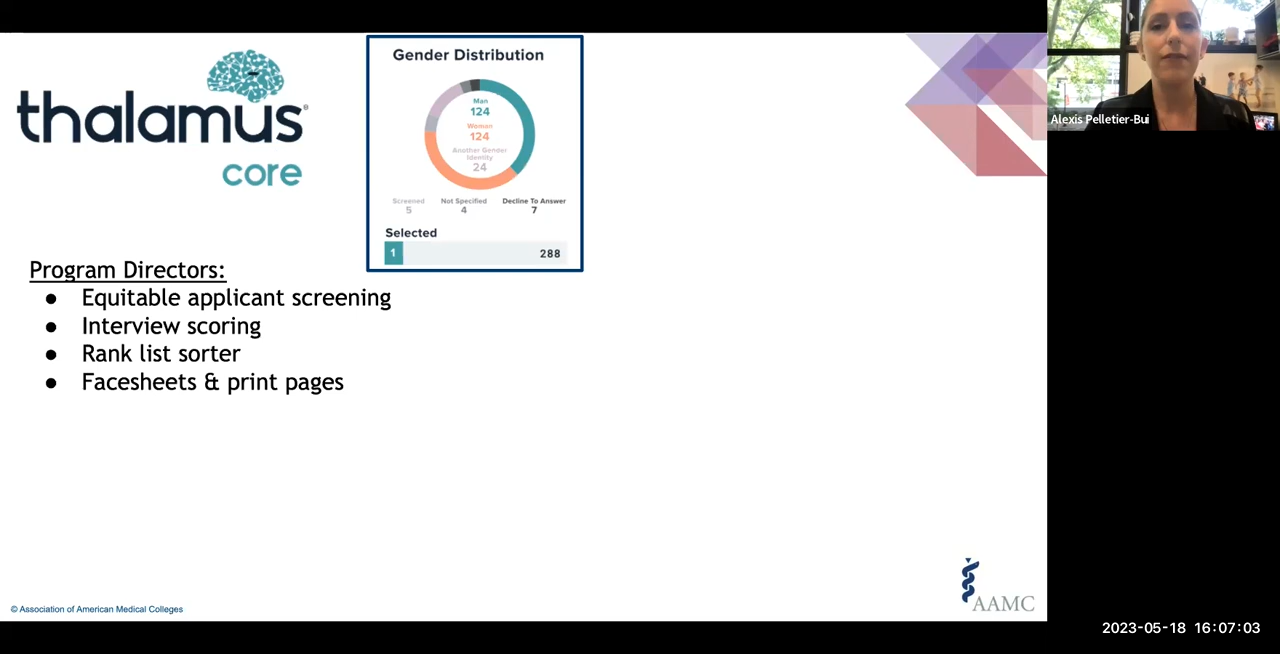 thalamus®
core
Gender Distribution
Man
124
Women
124
Another Gender
Identity
24
Screened
5
Not Specified
4
Decline To Answer
7
Selected
1
288
Alexis Pelletier-Bui
Program Directors:
● Equitable applicant screening
● Interview scoring
● Rank list sorter
● Facesheets & print pages
© Association of American Medical Colleges
AAMC
2023-05-18 16:07:03